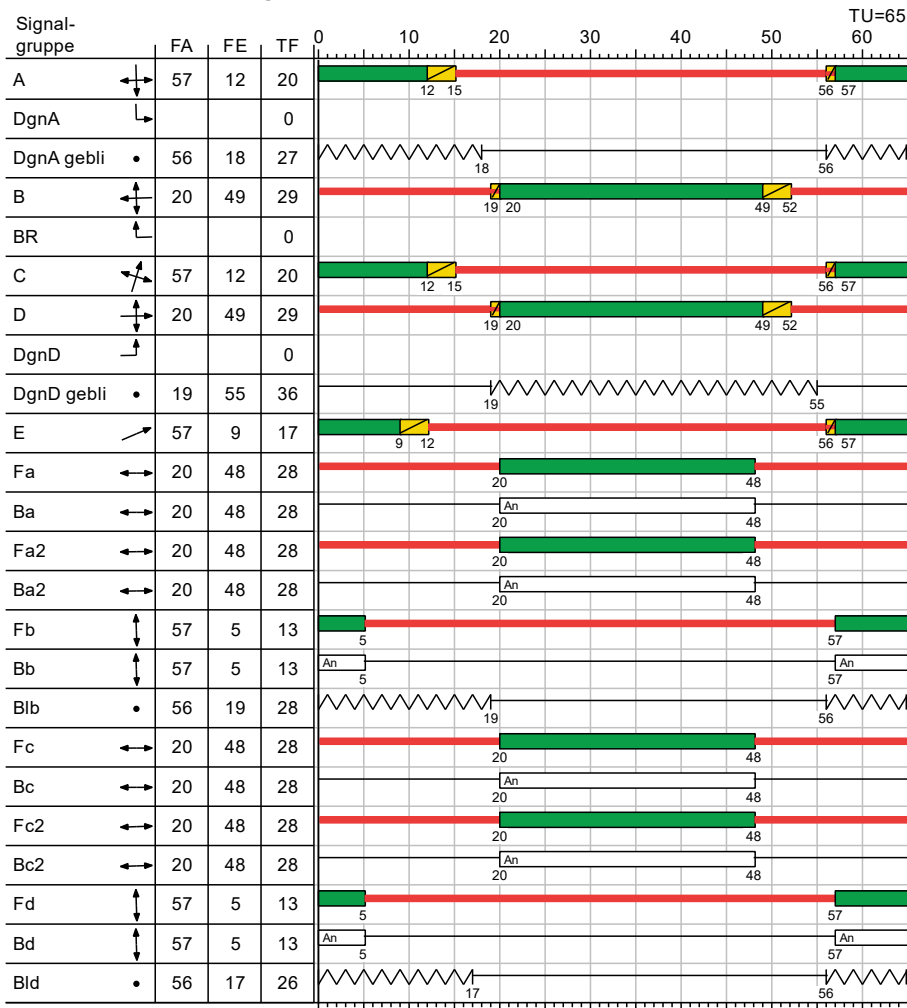 TU=65
Signal-
gruppe FA FE TF 0 10 20 30 40 50 60
A 57 12 20
12 15 56 57
DgnA 0
DgnA gebli 56 18 27
18 56
B 20 49 29
19 20 49 52
BR 0
C 57 12 20
12 15 56 57
D 20 49 29
19 20 49 52
DgnD 0
DgnD gebli 19 55 36
19 55
E 57 9 17
9 12 56 57
Fa 20 48 28
20 48
Ba 20 48 28 An
20 48
Fa2 20 48 28
20 48
Ba2 20 48 28 An
20 48
Fb 57 5 13
5 57
Bb 57 5 13 An An
5 57
Blb 56 19 28
19 56
Fc 20 48 28
20 48
Bc 20 48 28 An
20 48
Fc2 20 48 28
20 48
Bc2 20 48 28 An
20 48
Fd 57 5 13
5 57
Bd 57 5 13 An An
5 57
Bld 56 17 26
17 56